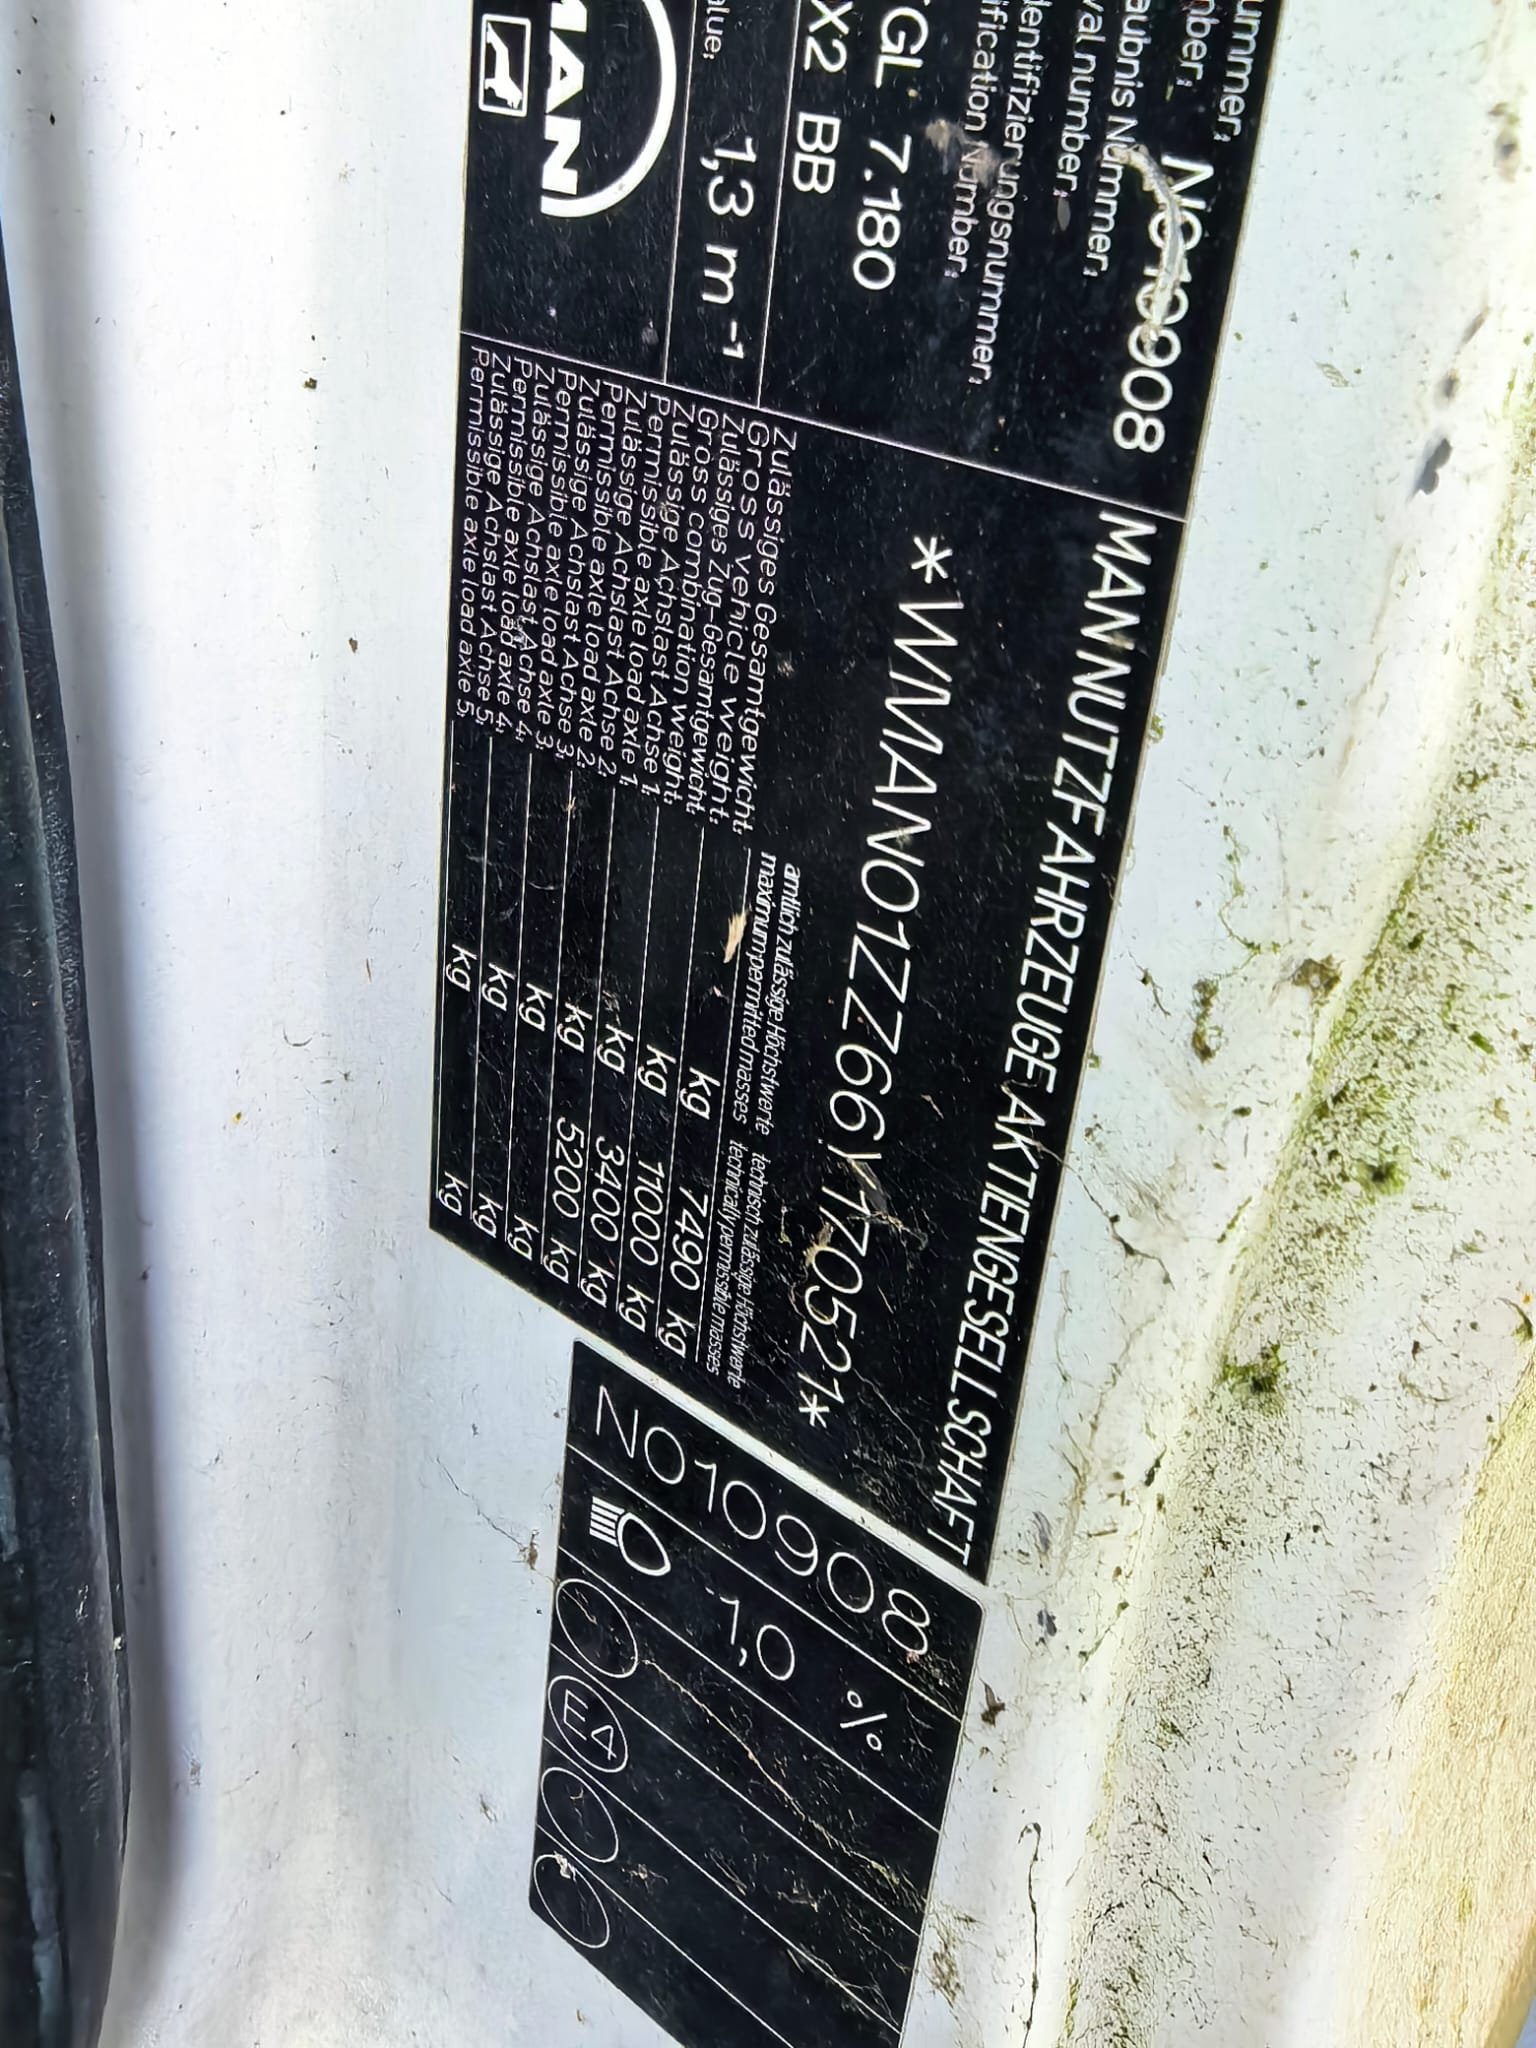 MAN NUTZFAHRZEUGE AKTIENGESELLSCHAFT
ummer:
mber: N010908
aubnis Nummer:
val number:
dentifizierungsnummer:
ification Number:
*WMAN01ZZ66Y170521*
TGL 7.180
X2 BB
alue: 1,3 m⁻¹
MAN
amtlich zulässige Höchstwerte technisch zulässige Höchstwerte
maximum permitted masses technically permissible masses
Zulässiges Gesamtgewicht:
Gross vehicle weight: kg 7490 kg
Zulässiges Zug-Gesamtgewicht:
Gross combination weight: kg 11000 kg
Zulässige Achslast Achse 1:
Permissible axle load axle 1: kg 3400 kg
Zulässige Achslast Achse 2:
Permissible axle load axle 2: kg 5200 kg
Zulässige Achslast Achse 3:
Permissible axle load axle 3: kg kg
Zulässige Achslast Achse 4:
Permissible axle load axle 4: kg kg
Zulässige Achslast Achse 5:
Permissible axle load axle 5: kg kg
N010908
1,0 %